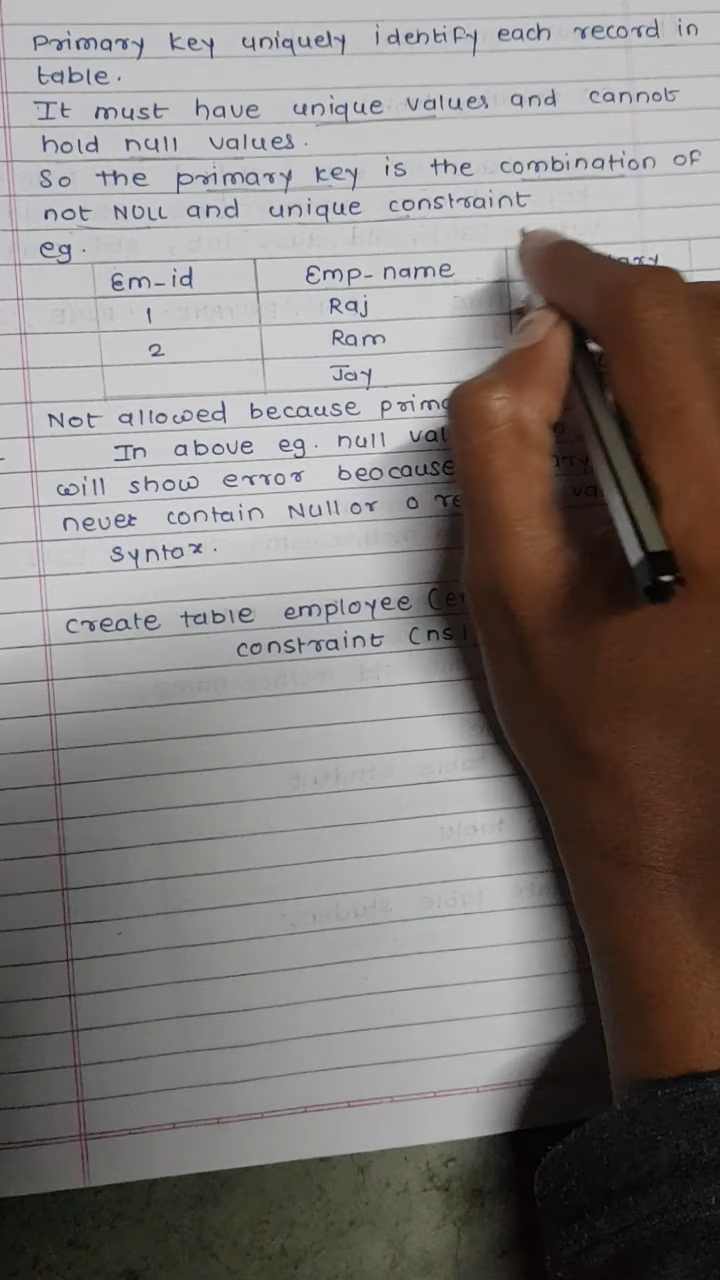 Primary key uniquely identify each record in
table.
It must have unique values and cannot
hold null values.
So the primary key is the combination of
not NULL and unique constraint
eg.
Em-id Emp-name
1 Raj
2 Ram
Jay
Not allowed because
In above eg. null
will show error beocause
never contain Null or 0
Syntax.
Create table employee
constraint